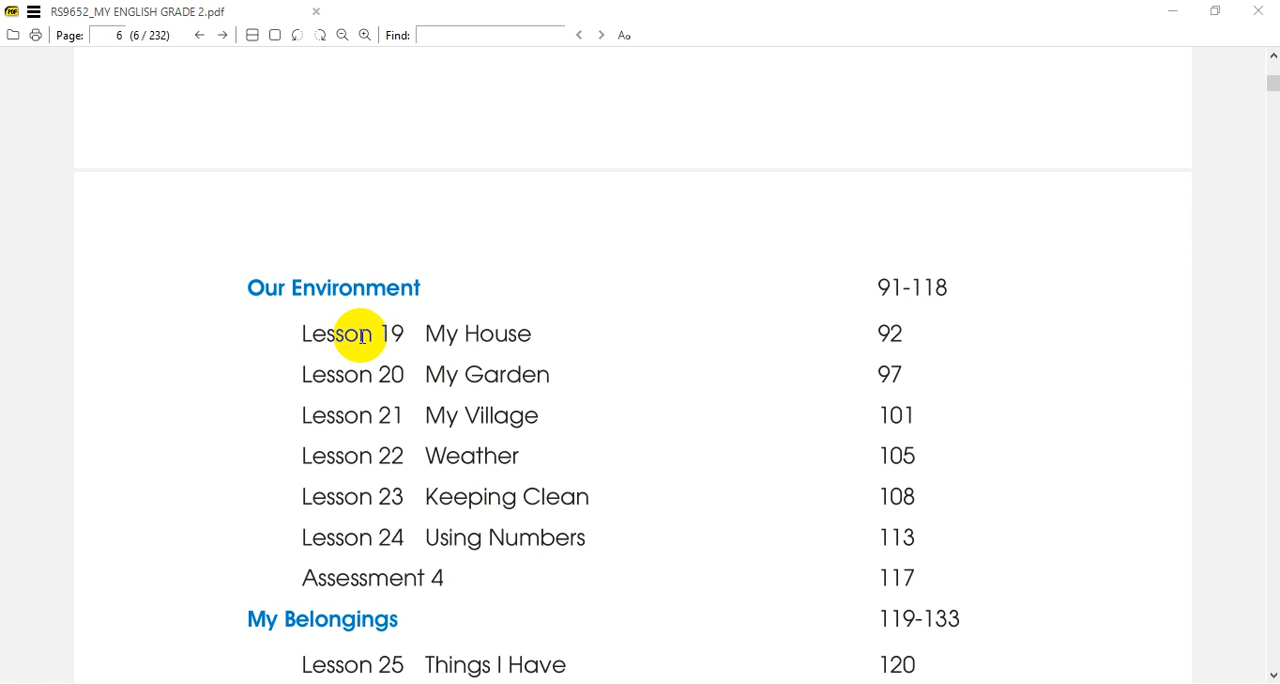 RS9652_MY ENGLISH GRADE 2.pdf
Page: 6 (6 / 232) Find: Aa
Our Environment 91-118
Lesson 19 My House 92
Lesson 20 My Garden 97
Lesson 21 My Village 101
Lesson 22 Weather 105
Lesson 23 Keeping Clean 108
Lesson 24 Using Numbers 113
Assessment 4 117
My Belongings 119-133
Lesson 25 Things I Have 120